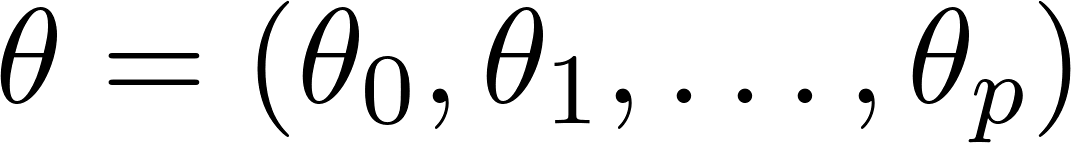 θ = (θ₀, θ₁, . . . , θₚ)